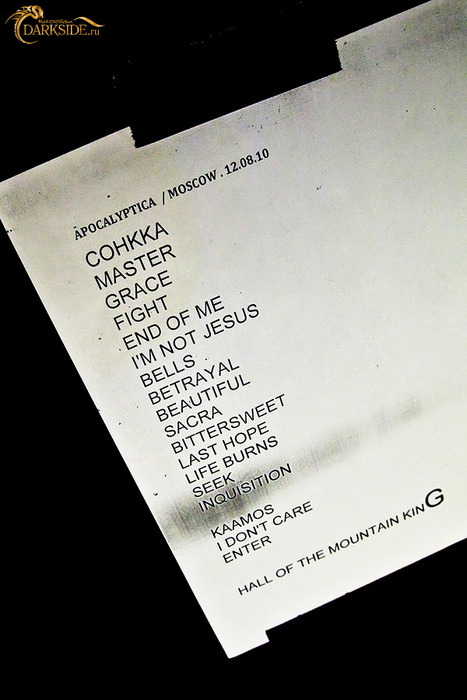 DARKSIDE.ru
APOCALYPTICA / MOSCOW . 12.08.10
COHKKA
MASTER
GRACE
FIGHT
END OF ME
I'M NOT JESUS
BELLS
BETRAYAL
BEAUTIFUL
SACRA
BITTERSWEET
LAST HOPE
LIFE BURNS
SEEK
INQUISITION
KAAMOS
I DON'T CARE
ENTER
HALL OF THE MOUNTAIN KING